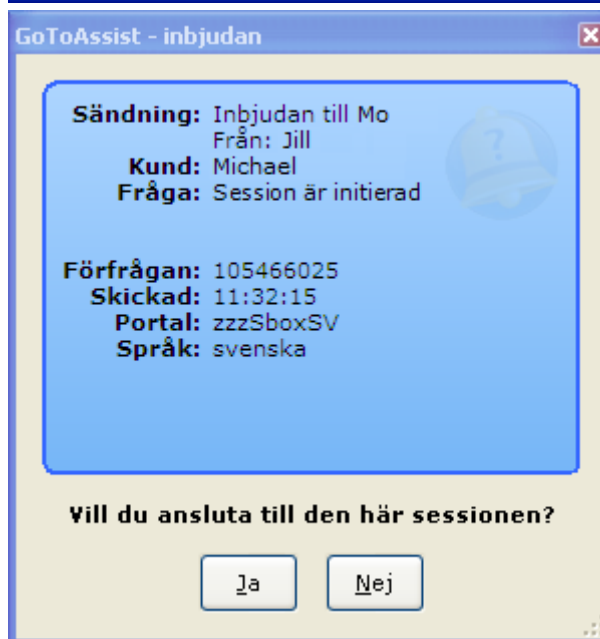 GoToAssist - inbjudan
Sändning: Inbjudan till Mo
Från: Jill
Kund: Michael
Fråga: Session är initierad
Förfrågan: 105466025
Skickad: 11:32:15
Portal: zzzSboxSV
Språk: svenska
Vill du ansluta till den här sessionen?
Ja
Nej